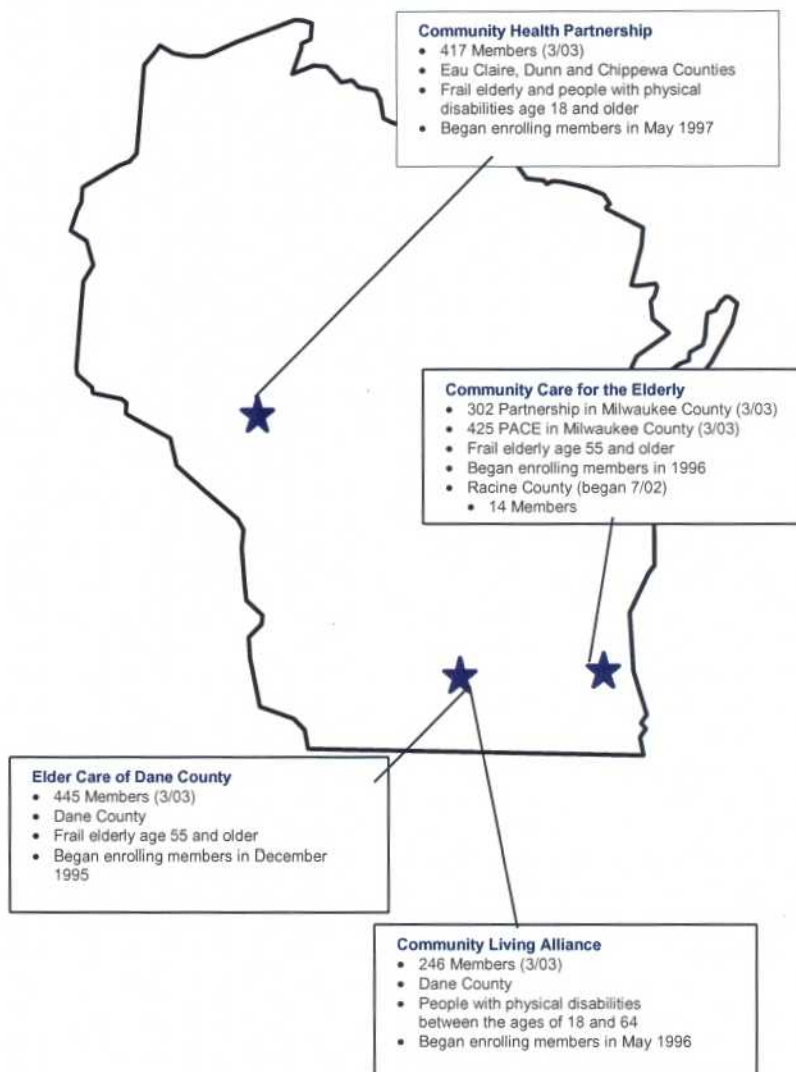 Community Health Partnership
• 417 Members (3/03)
• Eau Claire, Dunn and Chippewa Counties
• Frail elderly and people with physical
disabilities age 18 and older
• Began enrolling members in May 1997
Community Care for the Elderly
• 302 Partnership in Milwaukee County (3/03)
• 425 PACE in Milwaukee County (3/03)
• Frail elderly age 55 and older
• Began enrolling members in 1996
• Racine County (began 7/02)
• 14 Members
Elder Care of Dane County
• 445 Members (3/03)
• Dane County
• Frail elderly age 55 and older
• Began enrolling members in December
1995
Community Living Alliance
• 246 Members (3/03)
• Dane County
• People with physical disabilities
between the ages of 18 and 64
• Began enrolling members in May 1996